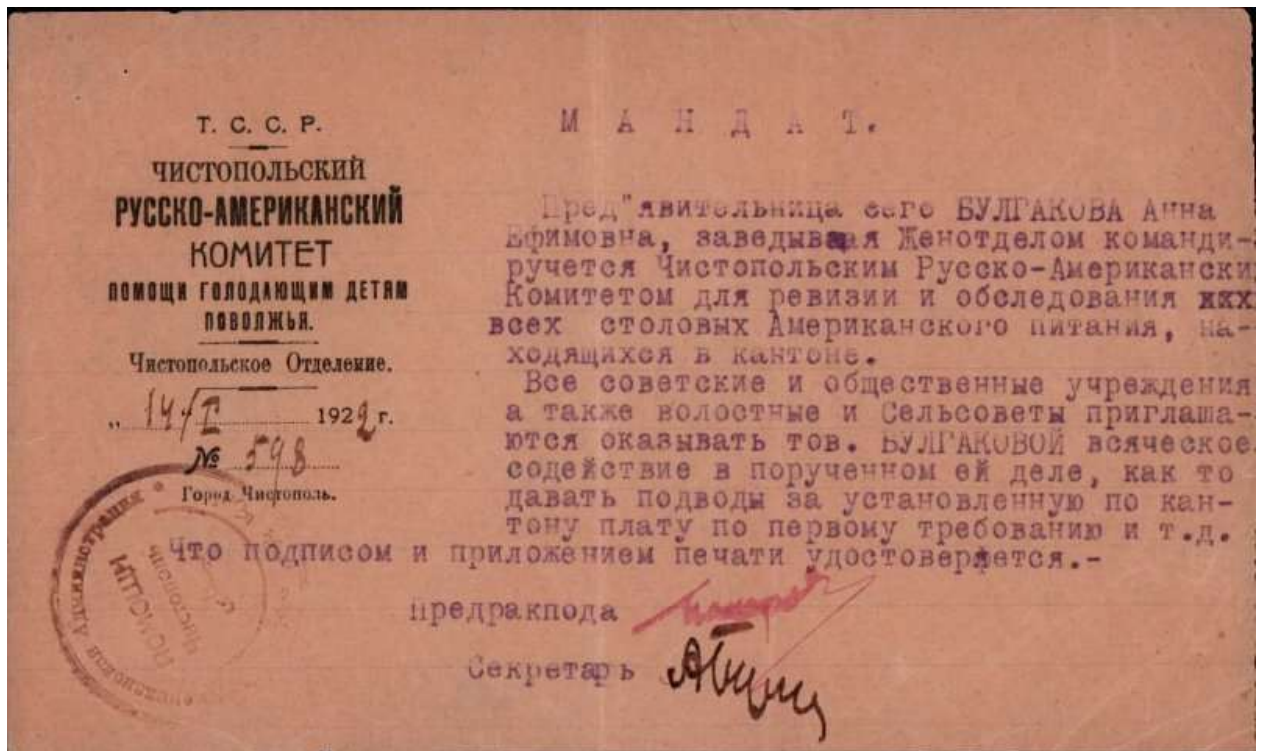 Т. С. С. Р.
ЧИСТОПОЛЬСКИЙ
РУССКО-АМЕРИКАНСКИЙ
КОМИТЕТ
ПОМОЩИ ГОЛОДАЮЩИМ ДЕТЯМ
ПОВОЛЖЬЯ.
Чистопольское Отделение.
„ 14/I 1922 г.
№ 598
Город Чистополь.
М А Н Д А Т.
Пред"явительница сего БУЛГАКОВА Анна
Ефимовна, заведывая Женотделом команди-
ручется Чистопольским Русско-Американски
Комитетом для ревизии и обследования ххх
всех столовых Американского питания, на-
ходящихся в кантоне.
Все советские и общественные учреждения
а также волостные и Сельсоветы приглаша-
ются оказывать тов. БУЛГАКОВОЙ всяческое
содействие в порученном ей деле, как то
давать подводы за установленную по кан-
тону плату по первому требованию и т.д.
Что подписом и приложением печати удостоверяется.-
Предракпода
Секретарь
Администрация
ПОМОЩИ